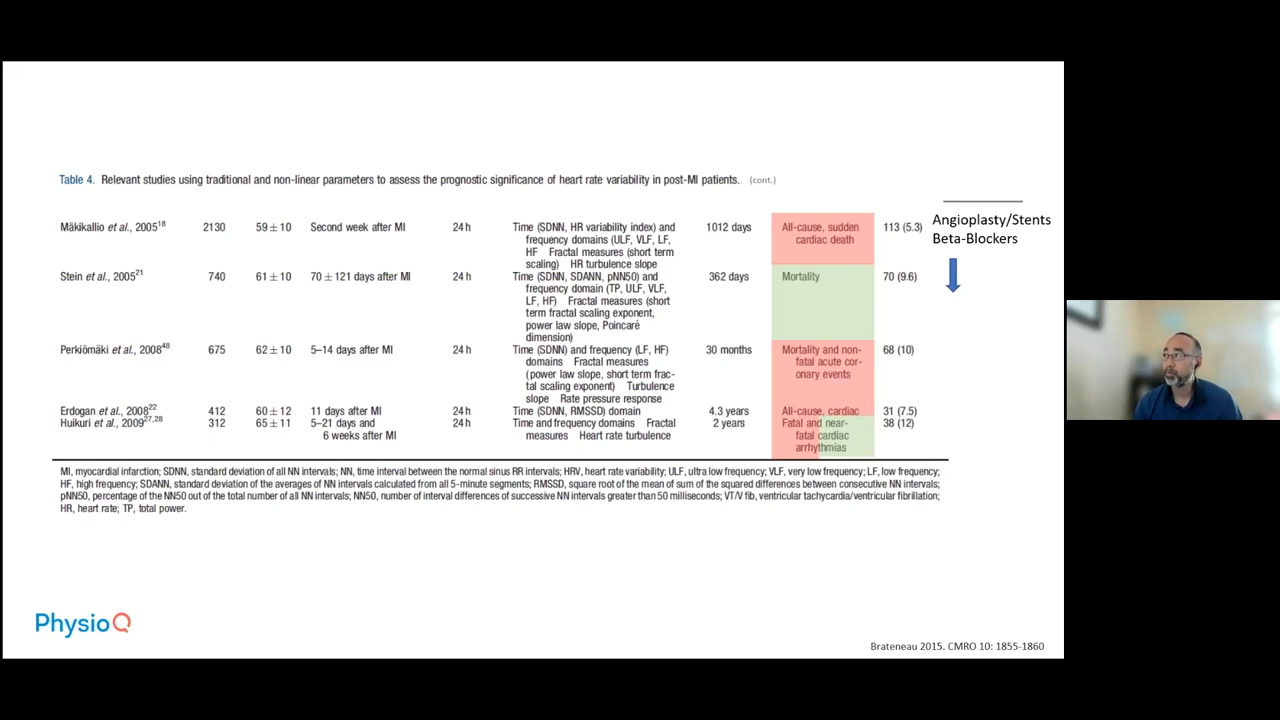 Table 4. Relevant studies using traditional and non-linear parameters to assess the prognostic significance of heart rate variability in post-MI patients. (cont.)
Angioplasty/Stents
Beta-Blockers
Mäkikallio et al., 2005¹⁸ 2130 59 ± 10 Second week after MI 24 h Time (SDNN, HR variability index) and 1012 days All-cause, sudden 113 (5.3)
frequency domains (ULF, VLF, LF, cardiac death
HF Fractal measures (short term
scaling) HR turbulence slope
Stein et al., 2005²¹ 740 61 ± 10 70 ± 121 days after MI 24 h Time (SDNN, SDANN, pNN50) and 362 days Mortality 70 (9.6)
frequency domain (TP, ULF, VLF,
LF, HF) Fractal measures (short
term fractal scaling exponent,
power law slope, Poincaré
dimension)
Perkiömäki et al., 2008⁴⁸ 675 62 ± 10 5–14 days after MI 24 h Time (SDNN) and frequency (LF, HF) 30 months Mortality and non- 68 (10)
domains Fractal measures fatal acute cor-
(power law slope, short term frac- onary events
tal scaling exponent) Turbulence
slope Rate pressure response
Erdogan et al., 2008²² 412 60 ± 12 11 days after MI 24 h Time (SDNN, RMSSD) domain 4.3 years All-cause, cardiac 31 (7.5)
Huikuri et al., 2009²⁷,²⁸ 312 65 ± 11 5–21 days and 24 h Time and frequency domains Fractal 2 years Fatal and near- 38 (12)
6 weeks after MI measures Heart rate turbulence fatal cardiac
arrhythmias
MI, myocardial infarction; SDNN, standard deviation of all NN intervals; NN, time interval between the normal sinus RR intervals; HRV, heart rate variability; ULF, ultra low frequency; VLF, very low frequency; LF, low frequency;
HF, high frequency; SDANN, standard deviation of the averages of NN intervals calculated from all 5-minute segments; RMSSD, square root of the mean of sum of the squared differences between consecutive NN intervals;
pNN50, percentage of the NN50 out of the total number of all NN intervals; NN50, number of interval differences of successive NN intervals greater than 50 milliseconds; VT/V fib, ventricular tachycardia/ventricular fibrillation;
HR, heart rate; TP, total power.
PhysioQ
Brateneau 2015. CMRO 10: 1855-1860